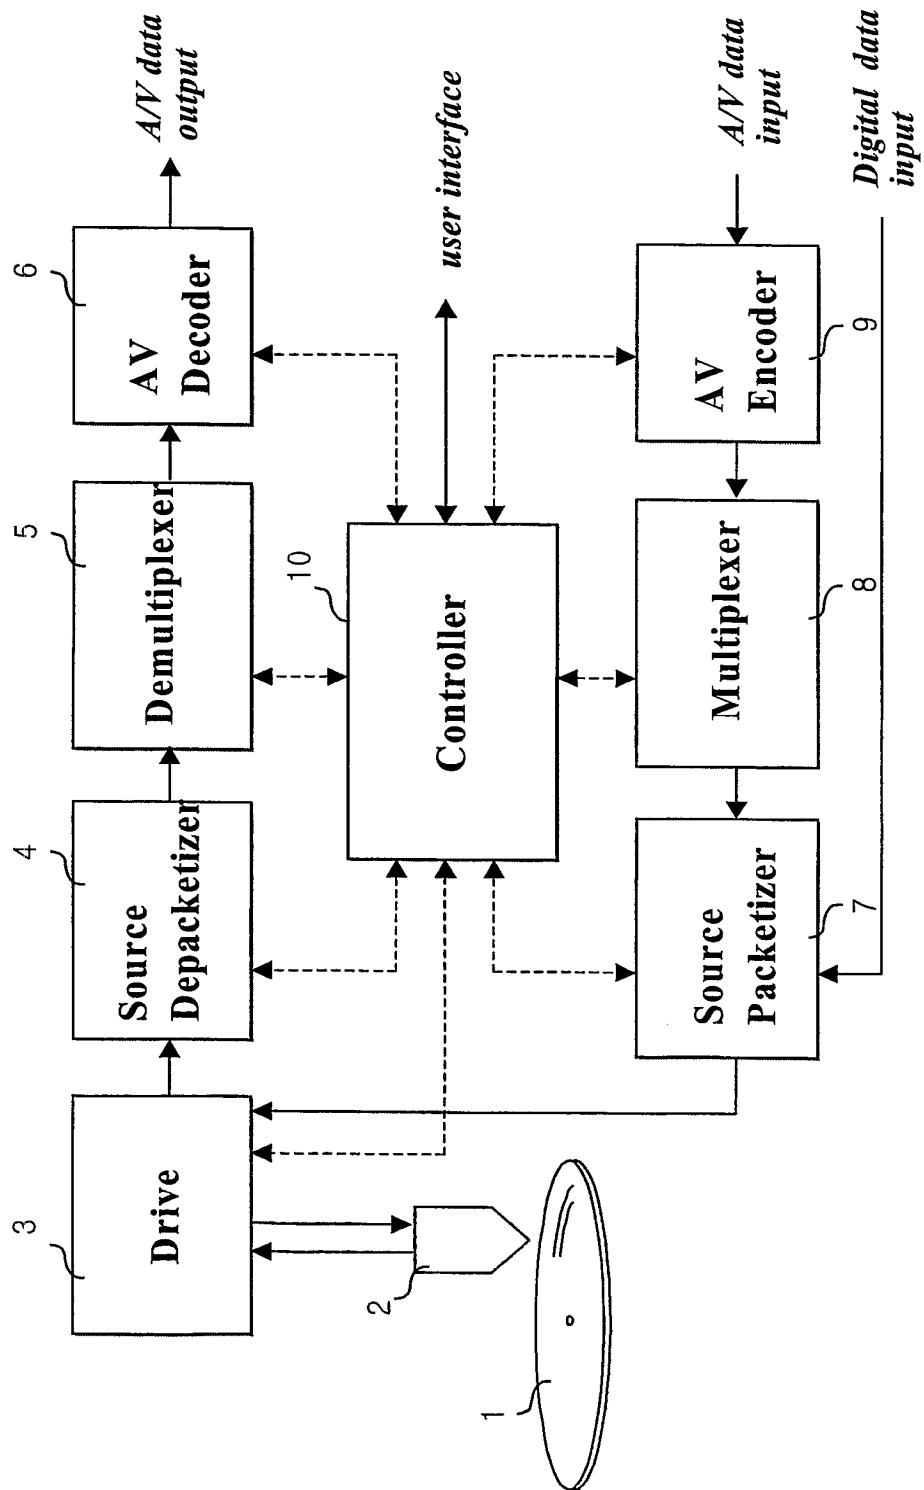 3
Drive
4
Source
Depacketizer
5
Demultiplexer
6
AV
Decoder
A/V data
output
2
1
10
Controller
user interface
Source
Packetizer
7
Multiplexer
8
AV
Encoder
9
A/V data
input
Digital data
input